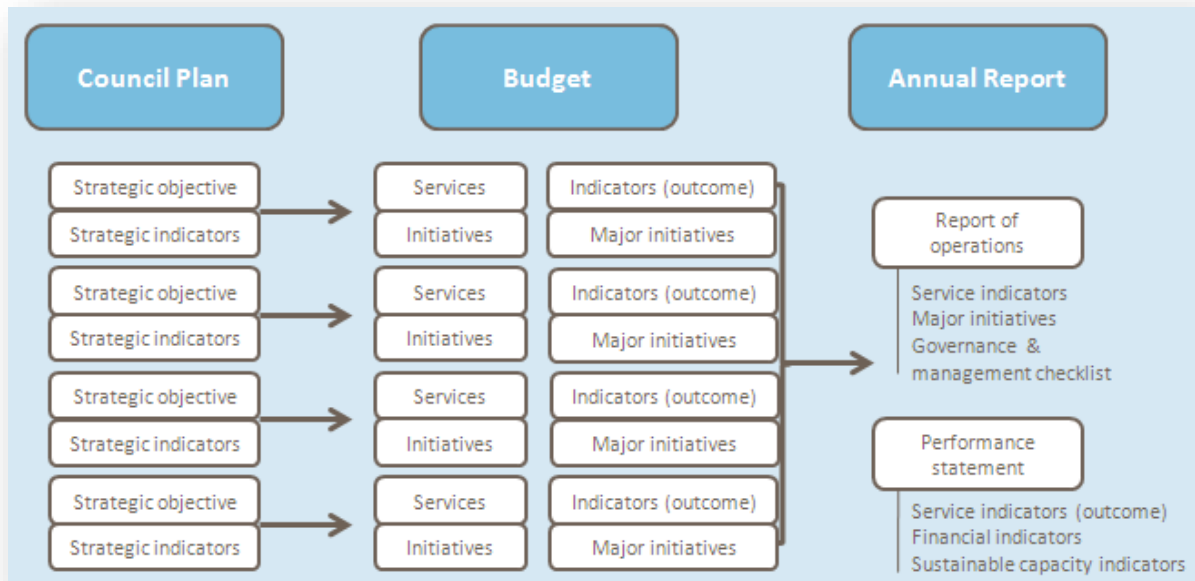 Council Plan
Budget
Annual Report
Strategic objective
Strategic indicators
Services
Initiatives
Indicators (outcome)
Major initiatives
Strategic objective
Strategic indicators
Services
Initiatives
Indicators (outcome)
Major initiatives
Strategic objective
Strategic indicators
Services
Initiatives
Indicators (outcome)
Major initiatives
Strategic objective
Strategic indicators
Services
Initiatives
Indicators (outcome)
Major initiatives
Report of
operations
Service indicators
Major initiatives
Governance &
management checklist
Performance
statement
Service indicators (outcome)
Financial indicators
Sustainable capacity indicators